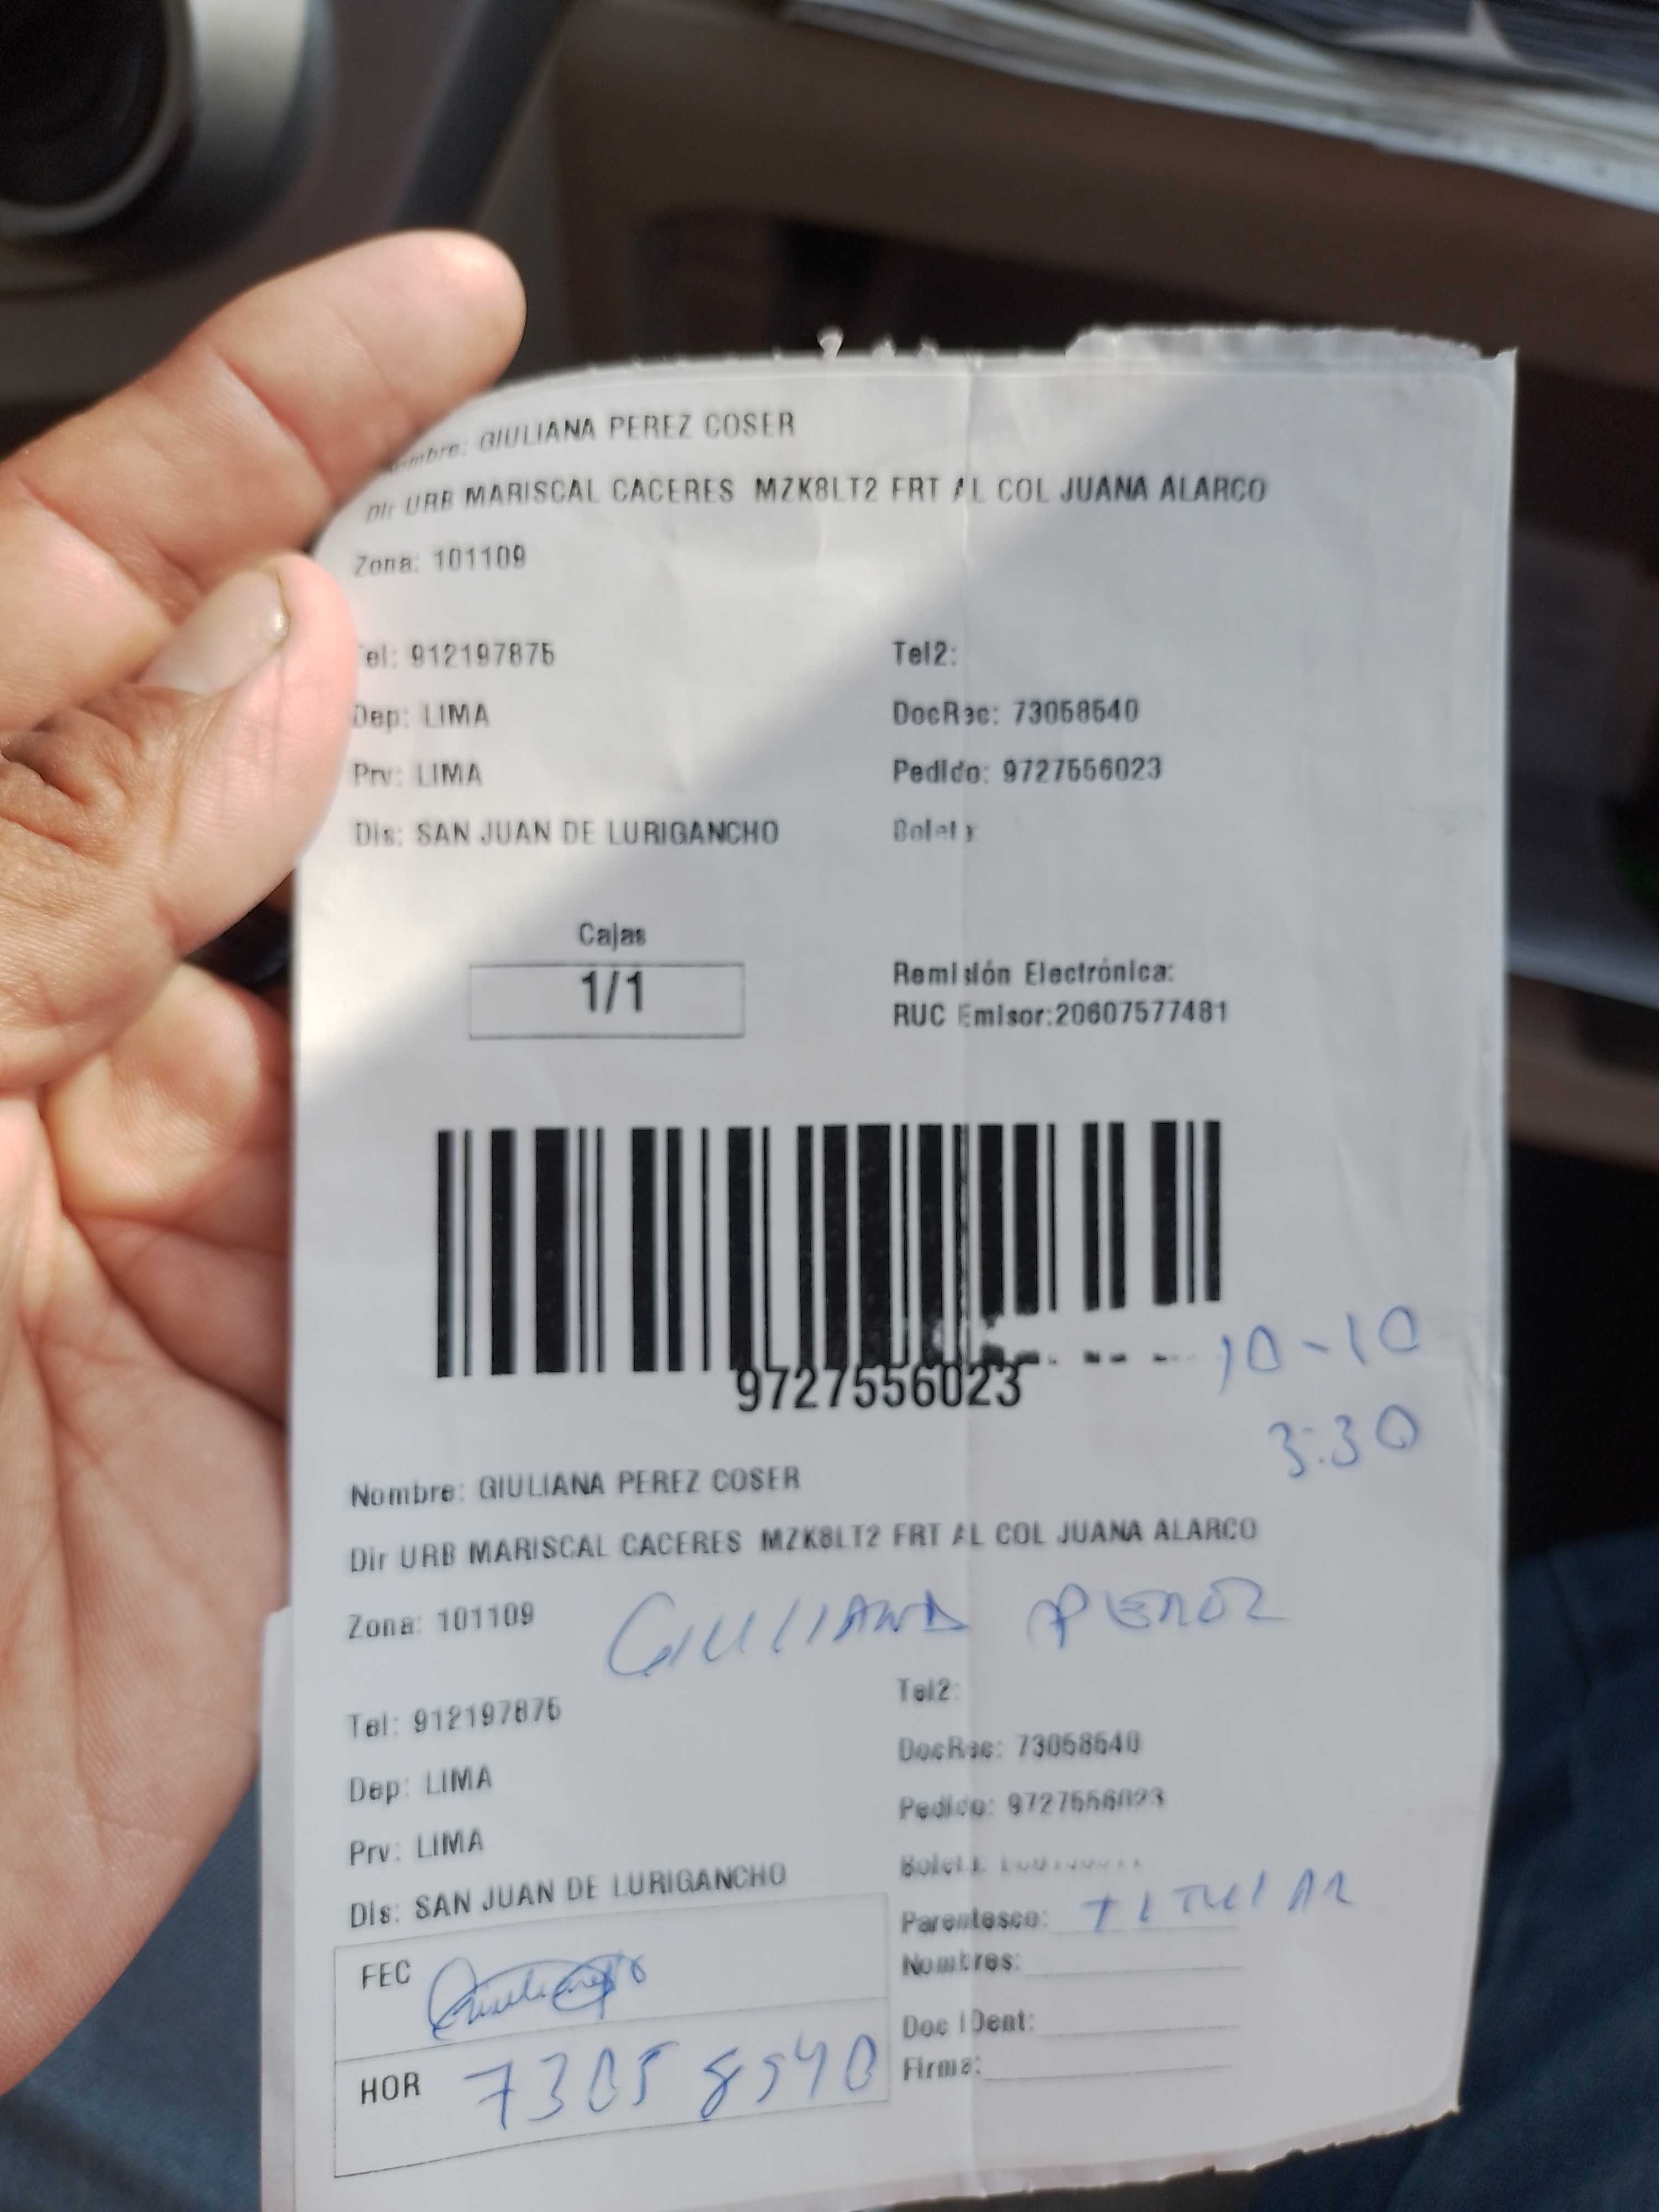 Nombre: GIULIANA PEREZ COSER
Dir URB MARISCAL CACERES MZK8LT2 FRT AL COL JUANA ALARCO
Zona: 101109
Tel: 912197875
Tel2:
Dep: LIMA
DocRec: 73058540
Prv: LIMA
Pedido: 9727556023
Dis: SAN JUAN DE LURIGANCHO
Cajas
1/1
Remisión Electrónica:
RUC Emisor:20607577481
9727556023
10-10
3:30
Nombre: GIULIANA PEREZ COSER
Dir URB MARISCAL CACERES MZK8LT2 FRT AL COL JUANA ALARCO
Zona: 101109
GIULIANA PEREZ
Tel: 912197875
Tel2:
Dep: LIMA
DocRec: 73058540
Prv: LIMA
Pedido: 9727556023
Dis: SAN JUAN DE LURIGANCHO
Parentesco: TITULAR
FEC
Nombres:
Doc IDent:
HOR 73058540
Firma: